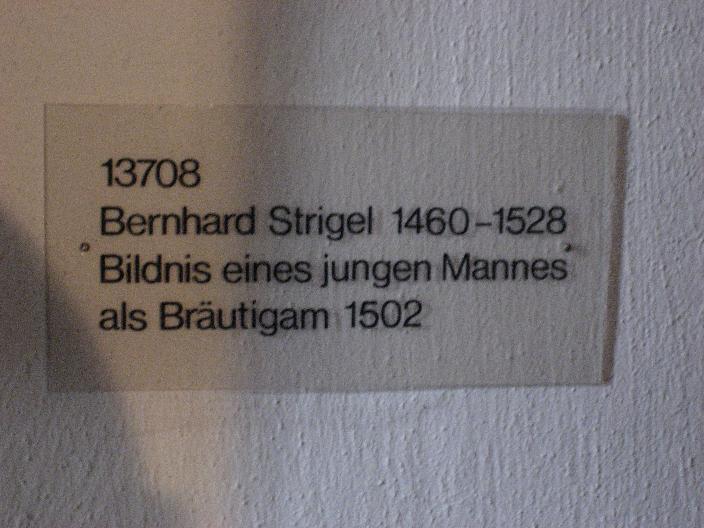 13708
Bernhard Strigel 1460-1528
Bildnis eines jungen Mannes
als Bräutigam 1502